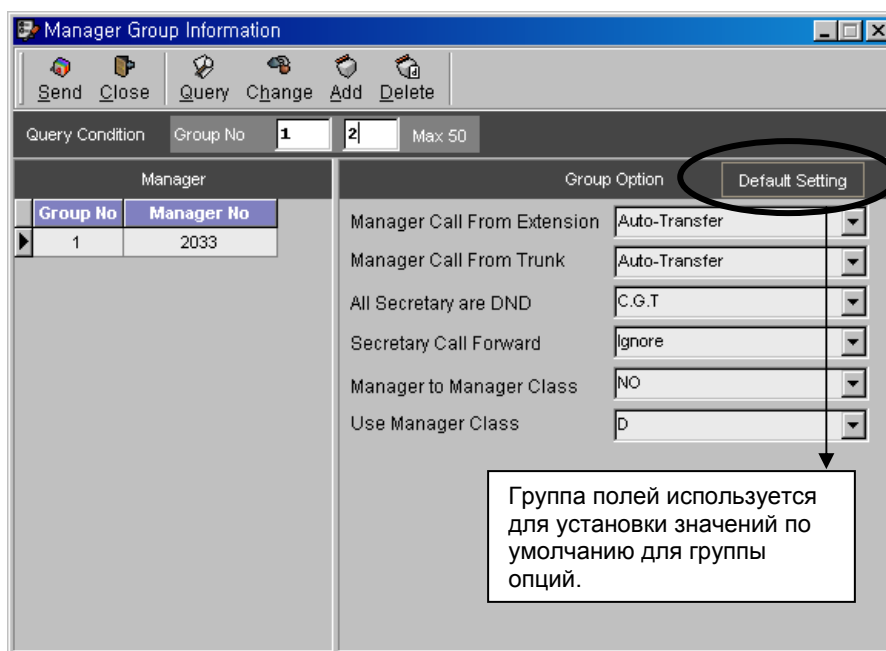 Manager Group Information
Send Close Query Change Add Delete
Query Condition Group No 1 2 Max 50
Manager
Group No Manager No
1 2033
Group Option Default Setting
Manager Call From Extension Auto-Transfer
Manager Call From Trunk Auto-Transfer
All Secretary are DND C.G.T
Secretary Call Forward Ignore
Manager to Manager Class NO
Use Manager Class D
Группа полей используется
для установки значений по
умолчанию для группы
опций.